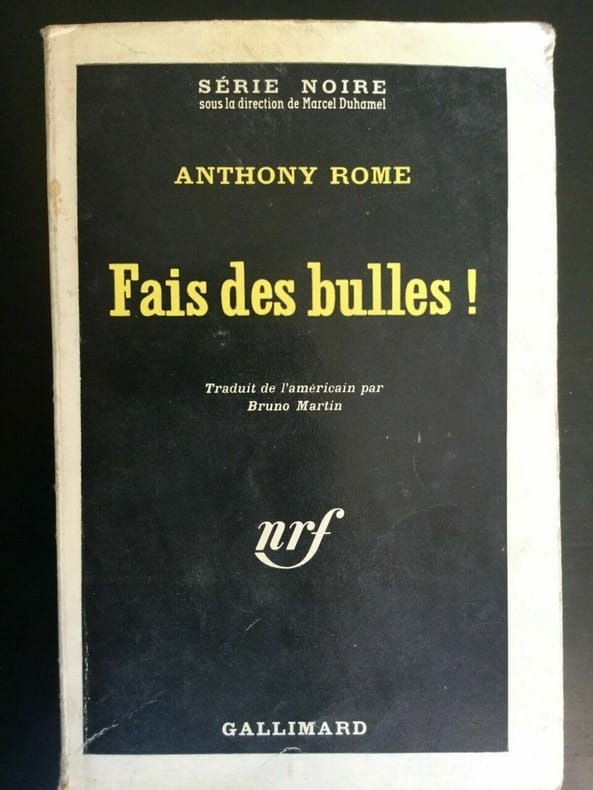 SÉRIE NOIRE
sous la direction de Marcel Duhamel
ANTHONY ROME
Fais des bulles !
Traduit de l'américain par
Bruno Martin
nrf
GALLIMARD